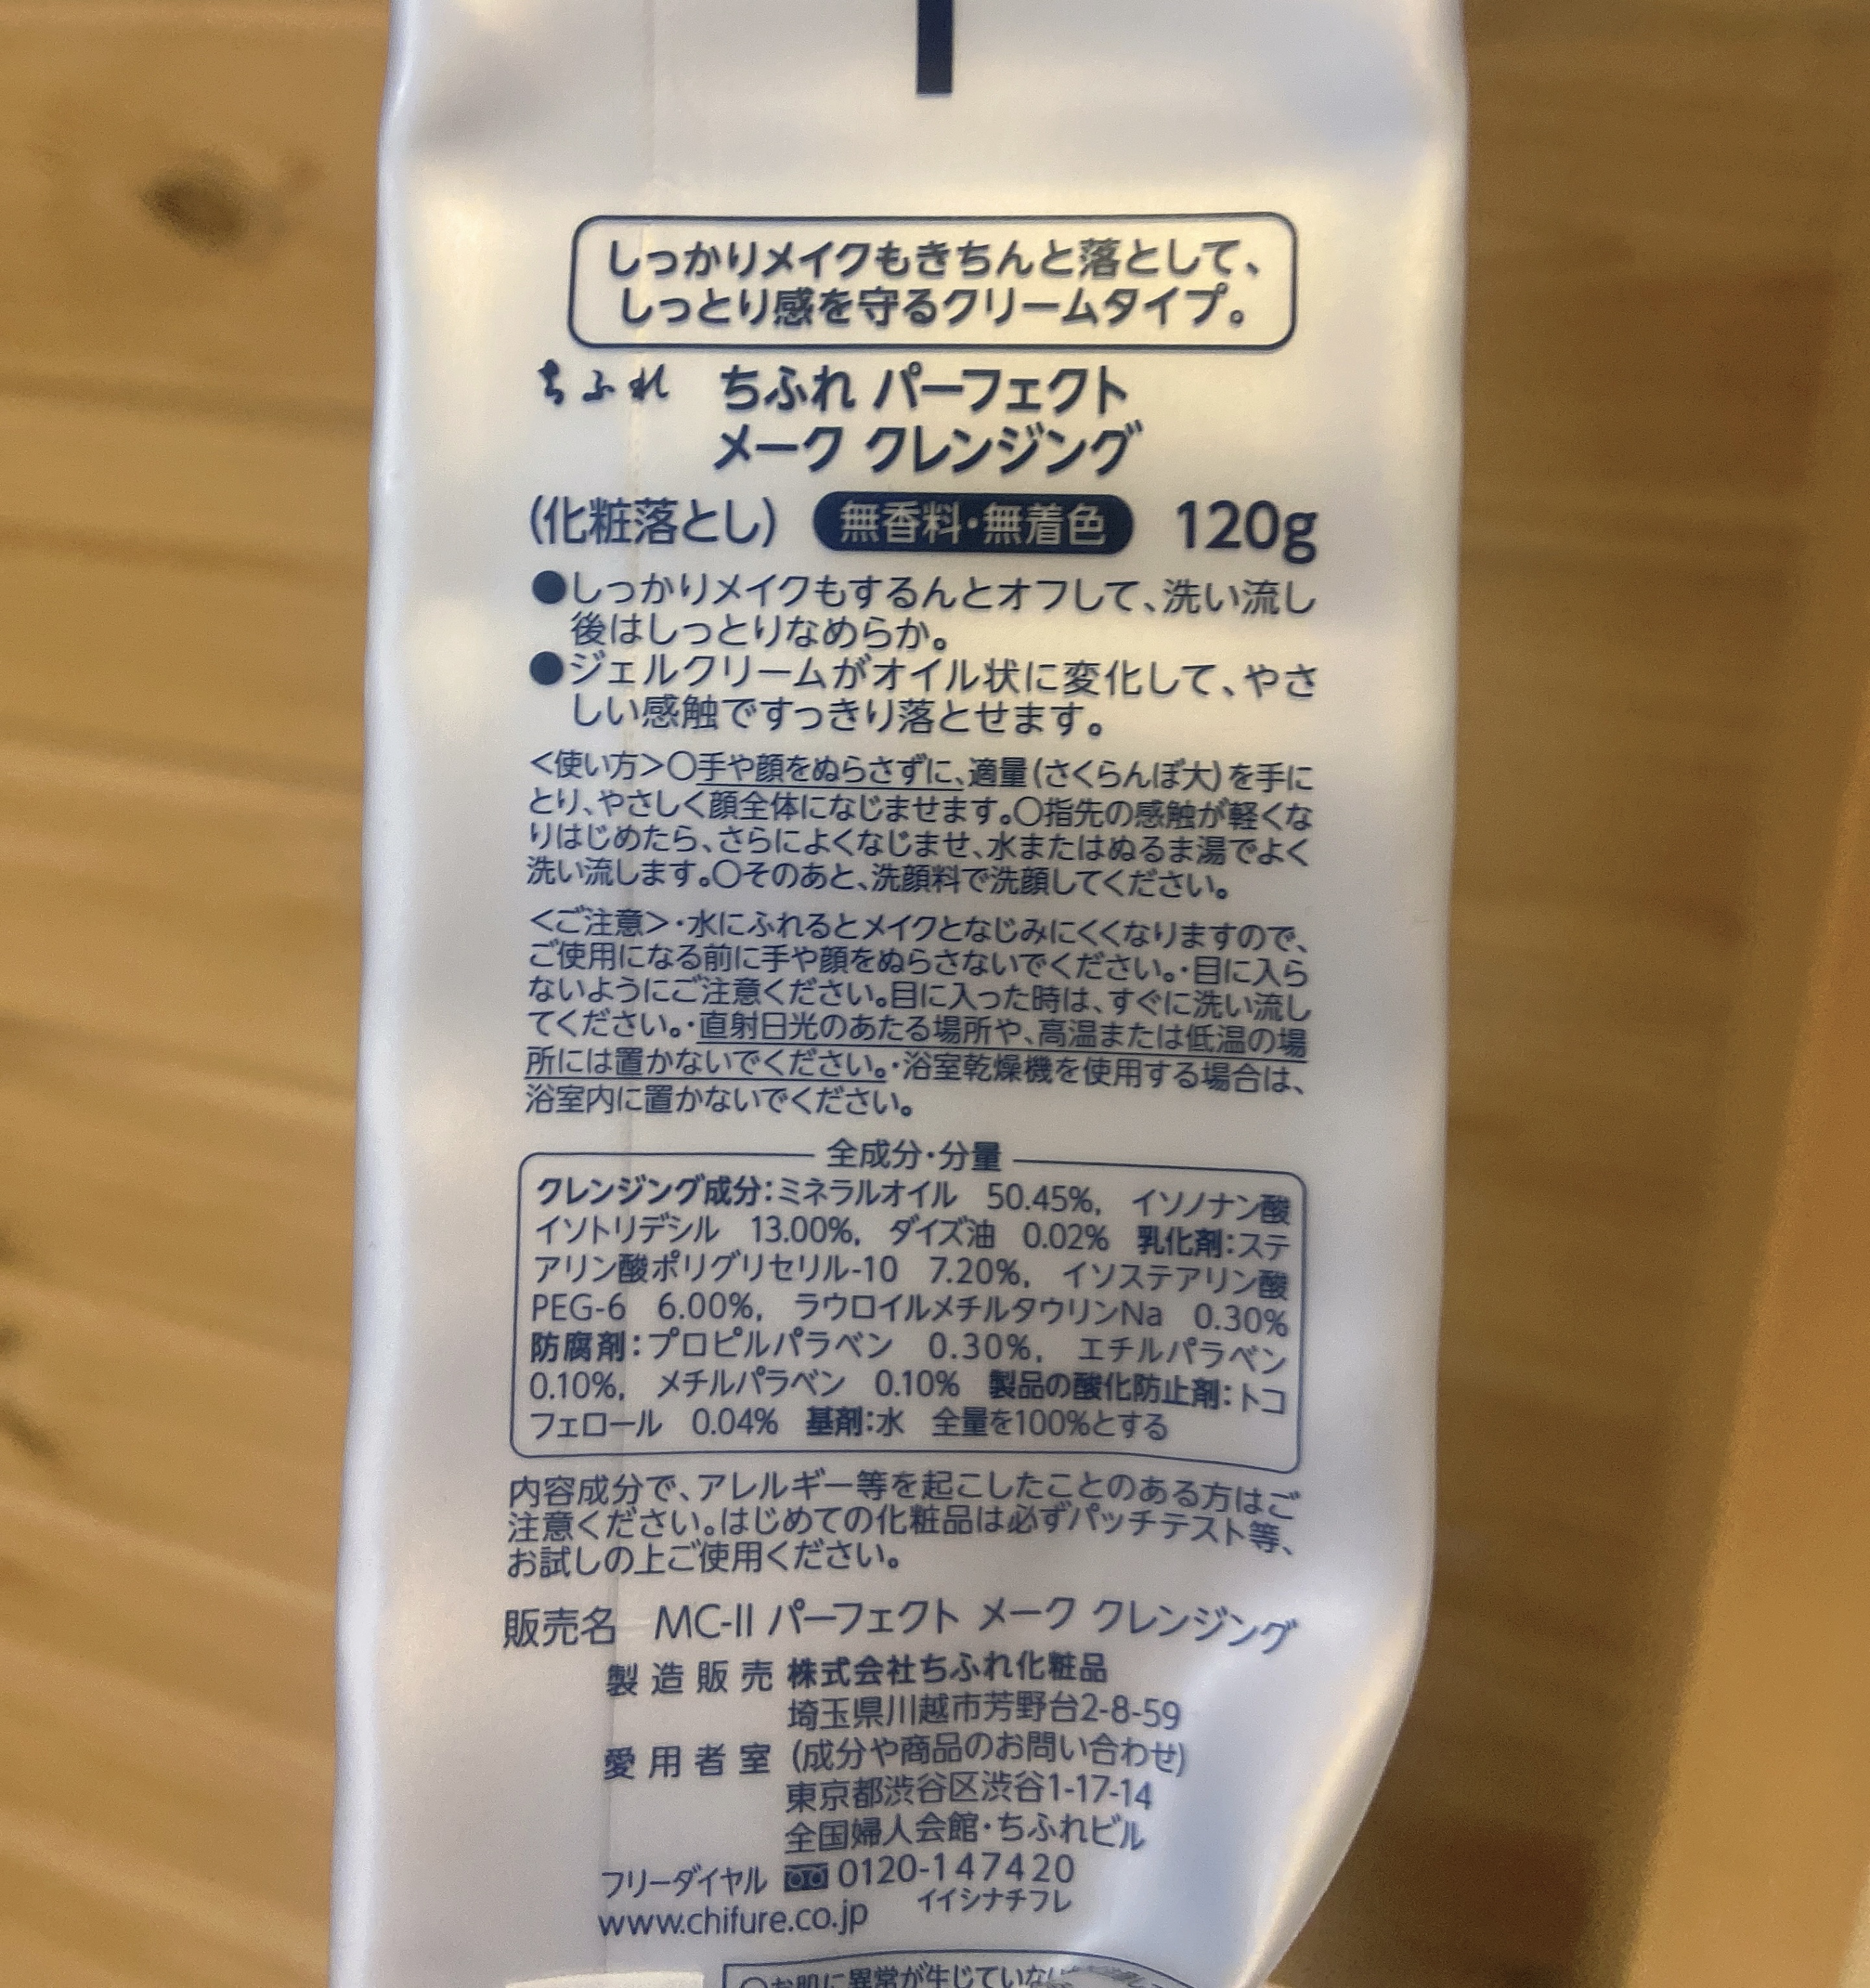 しっかりメイクもきちんと落として、
しっとり感を守るクリームタイプ。
ちふれ ちふれ パーフェクト
メーク クレンジング
(化粧落とし) 無香料・無着色 120g
●しっかりメイクもするんとオフして、洗い流し
後はしっとりなめらか。
●ジェルクリームがオイル状に変化して、やさ
しい感触ですっきり落とせます。
<使い方>○手や顔をぬらさずに、適量(さくらんぼ大)を手に
とり、やさしく顔全体になじませます。○指先の感触が軽くな
りはじめたら、さらによくなじませ、水またはぬるま湯でよく
洗い流します。○そのあと、洗顔料で洗顔してください。
<ご注意>・水にふれるとメイクとなじみにくくなりますので、
ご使用になる前に手や顔をぬらさないでください。・目に入ら
ないようにご注意ください。目に入った時は、すぐに洗い流し
てください。・直射日光のあたる場所や、高温または低温の場
所には置かないでください。・浴室乾燥機を使用する場合は、
浴室内に置かないでください。
全成分・分量
クレンジング成分:ミネラルオイル 50.45%, イソノナン酸
イソトリデシル 13.00%, ダイズ油 0.02% 乳化剤:ステ
アリン酸ポリグリセリル-10 7.20%, イソステアリン酸
PEG-6 6.00%, ラウロイルメチルタウリンNa 0.30%
防腐剤:プロピルパラベン 0.30%, エチルパラベン
0.10%, メチルパラベン 0.10% 製品の酸化防止剤:トコ
フェロール 0.04% 基剤:水 全量を100%とする
内容成分で、アレルギー等を起こしたことのある方はご
注意ください。はじめての化粧品は必ずパッチテスト等、
お試しの上ご使用ください。
販売名 MC-II パーフェクト メーク クレンジング
製造販売 株式会社ちふれ化粧品
埼玉県川越市芳野台2-8-59
愛用者室 (成分や商品のお問い合わせ)
東京都渋谷区渋谷1-17-14
全国婦人会館・ちふれビル
フリーダイヤル 0120-147420
イイシナチフレ
www.chifure.co.jp
○お肌に異常が生じていない